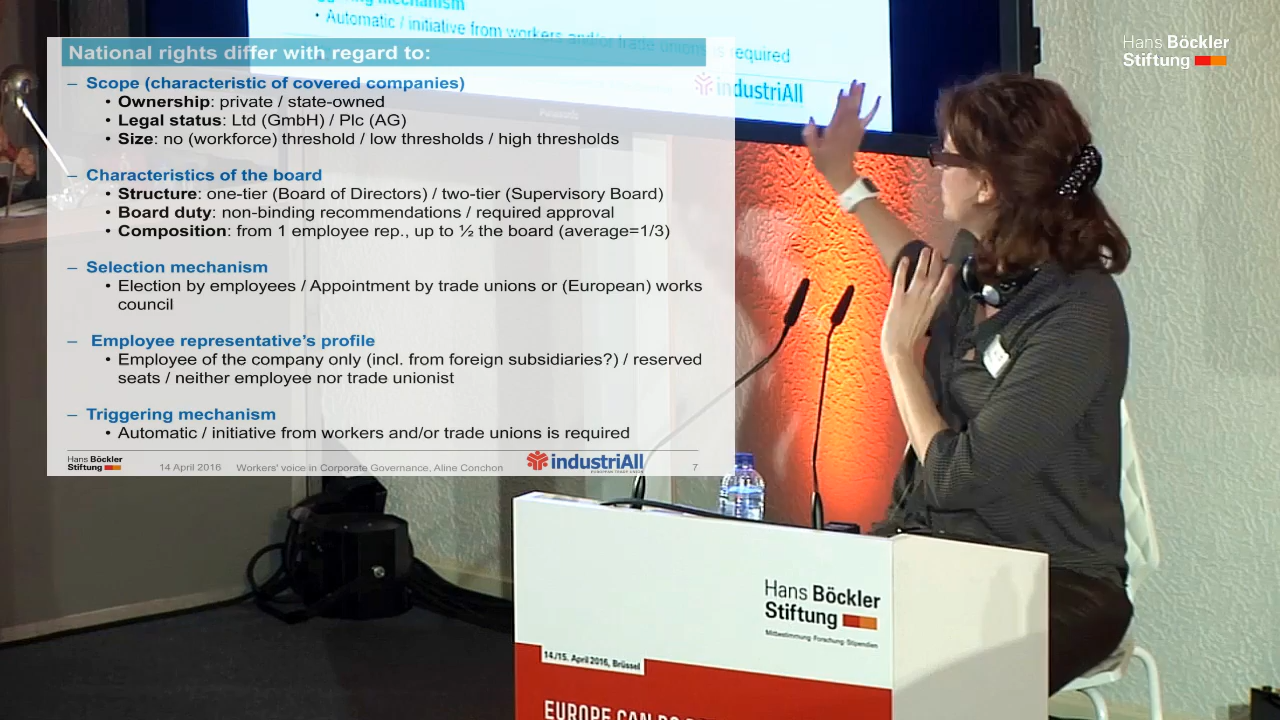 ggering mechanism
• Automatic / initiative from workers and/or trade unions is required
industriAll
Panasonic
Hans Böckler
Stiftung
National rights differ with regard to:
– Scope (characteristic of covered companies)
• Ownership: private / state-owned
• Legal status: Ltd (GmbH) / Plc (AG)
• Size: no (workforce) threshold / low thresholds / high thresholds
– Characteristics of the board
• Structure: one-tier (Board of Directors) / two-tier (Supervisory Board)
• Board duty: non-binding recommendations / required approval
• Composition: from 1 employee rep., up to ½ the board (average=1/3)
– Selection mechanism
• Election by employees / Appointment by trade unions or (European) works
council
– Employee representative's profile
• Employee of the company only (incl. from foreign subsidiaries?) / reserved
seats / neither employee nor trade unionist
– Triggering mechanism
• Automatic / initiative from workers and/or trade unions is required
Hans Böckler
Stiftung
14 April 2016 Workers' voice in Corporate Governance, Aline Conchon
industriAll
EUROPEAN TRADE UNION
7
Hans Böckler
Stiftung
Mitbestimmung Forschung Stipendien
14./15. April 2016, Brüssel
EUROPE CAN DO